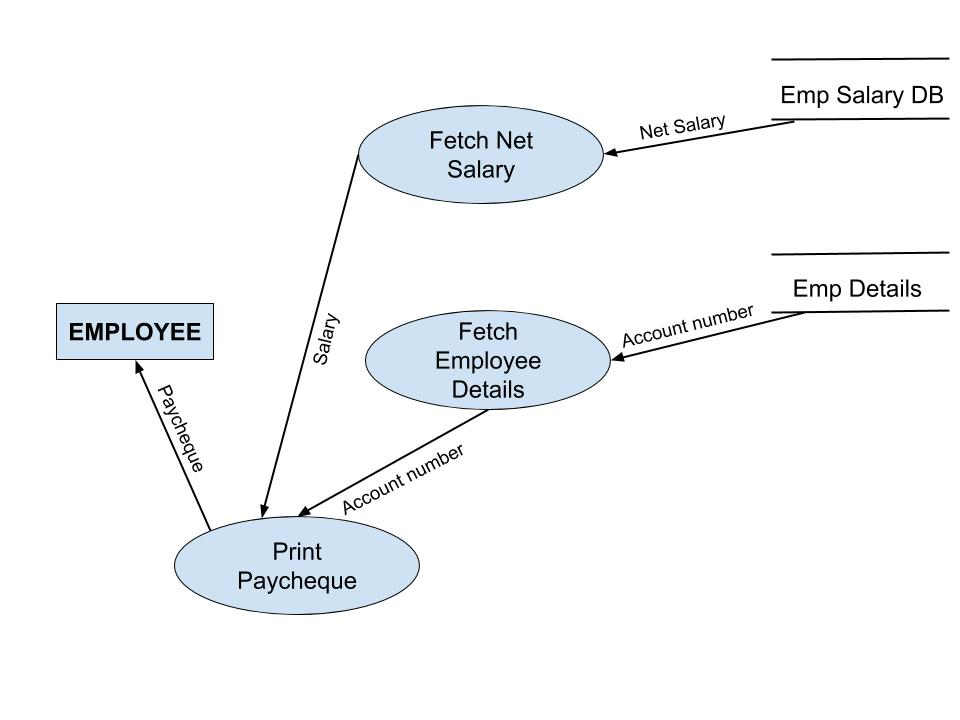 Emp Salary DB
Net Salary
Fetch Net
Salary
Emp Details
Account number
Fetch
Employee
Details
EMPLOYEE
Salary
Paycheque
Account number
Print
Paycheque